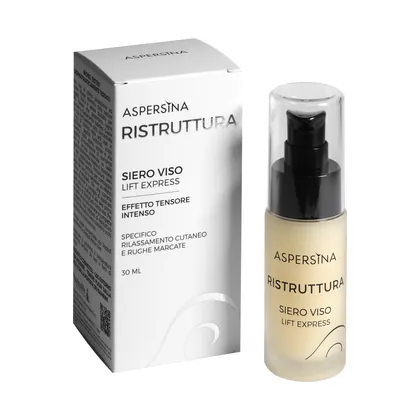 ASPERSINA
ASPERSINA
RISTRUTTURA
SIERO VISO
LIFT EXPRESS
EFFETTO TENSORE
INTENSO
SPECIFICO
RILASSAMENTO CUTANEO
E RUGHE MARCATE
30 ML
ASPERSINA
RISTRUTTURA
SIERO VISO
LIFT EXPRESS